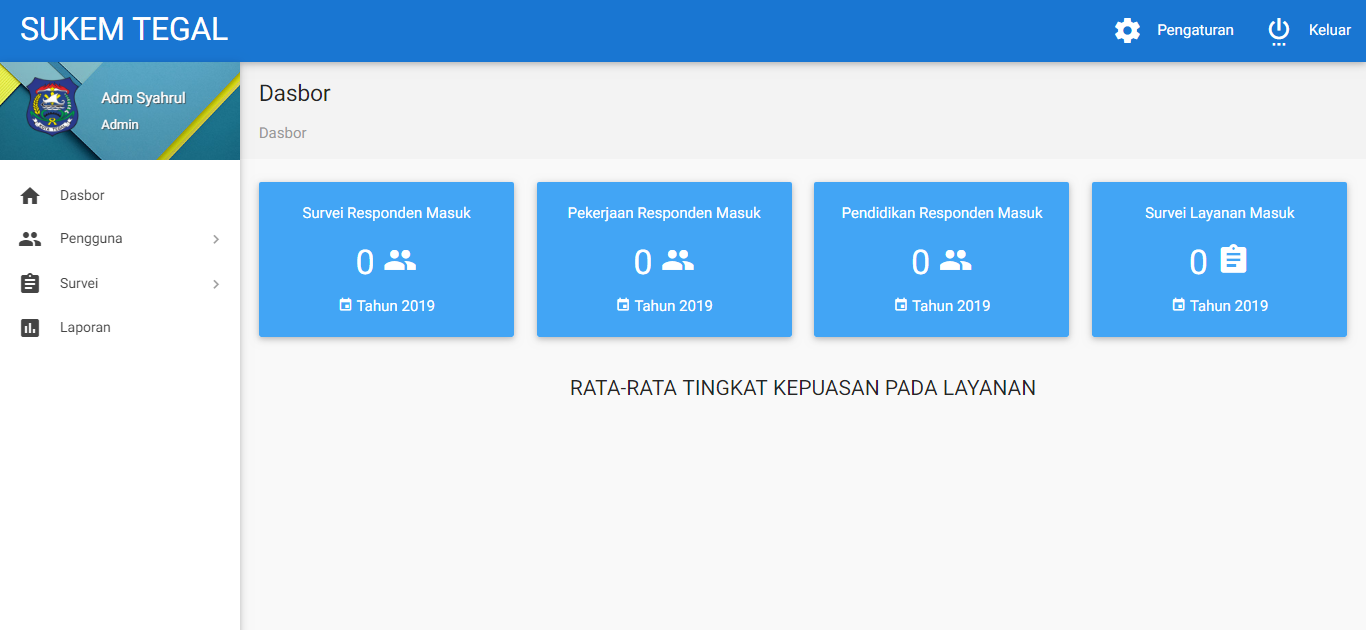 SUKEM TEGAL
Pengaturan
Keluar
Adm Syahrul
Admin
Dasbor
Pengguna
Survei
Laporan
Dasbor
Dasbor
Survei Responden Masuk
0
Tahun 2019
Pekerjaan Responden Masuk
0
Tahun 2019
Pendidikan Responden Masuk
0
Tahun 2019
Survei Layanan Masuk
0
Tahun 2019
RATA-RATA TINGKAT KEPUASAN PADA LAYANAN